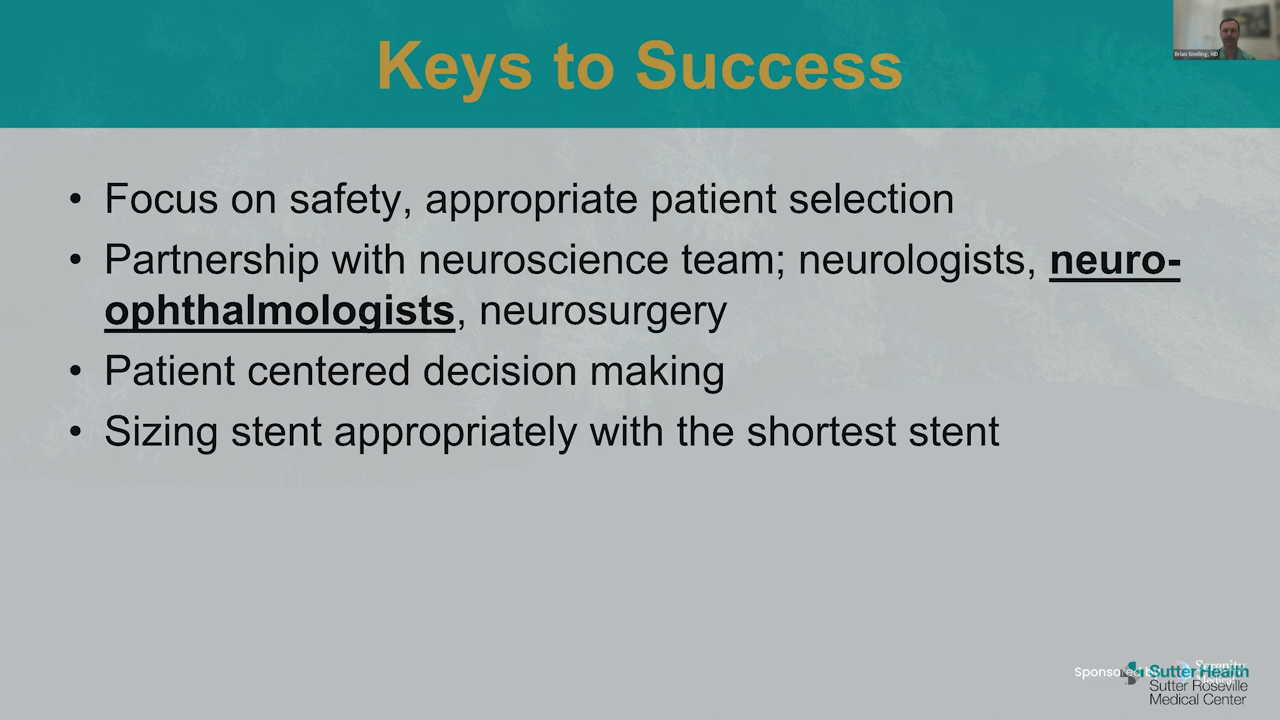 Keys to Success
Brian Snelling, MD
• Focus on safety, appropriate patient selection
• Partnership with neuroscience team; neurologists, neuro-
ophthalmologists, neurosurgery
• Patient centered decision making
• Sizing stent appropriately with the shortest stent
Sponsored by
Serenity
Sutter Health
Sutter Roseville
Medical Center